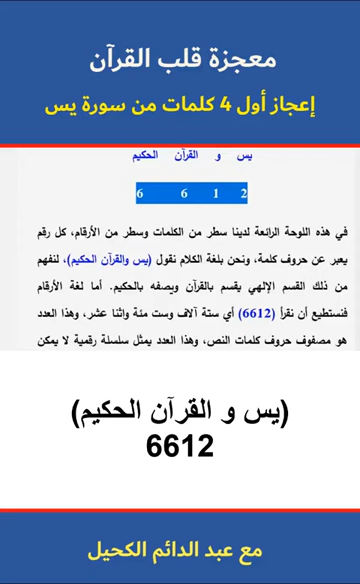 معجزة قلب القرآن
إعجاز أول 4 كلمات من سورة يس
يس و القرآن الحكيم
6 6 1 2
في هذه اللوحة الرائعة لدينا سطر من الكلمات وسطر من الأرقام، كل رقم
يعبر عن حروف كلمة، ونحن بلغة الكلام نقول (يس والقرآن الحكيم)، لنفهم
من ذلك القسم الإلهي يقسم بالقرآن ويصفه بالحكيم. أما لغة الأرقام
فنستطيع أن نقرأ (6612) أي ستة آلاف وست مئة واثنا عشر، وهذا العدد
هو مصفوف حروف كلمات النص، وهذا العدد يمثل سلسلة رقمية لا يمكن
(يس و القرآن الحكيم)
6612
مع عبد الدائم الكحيل